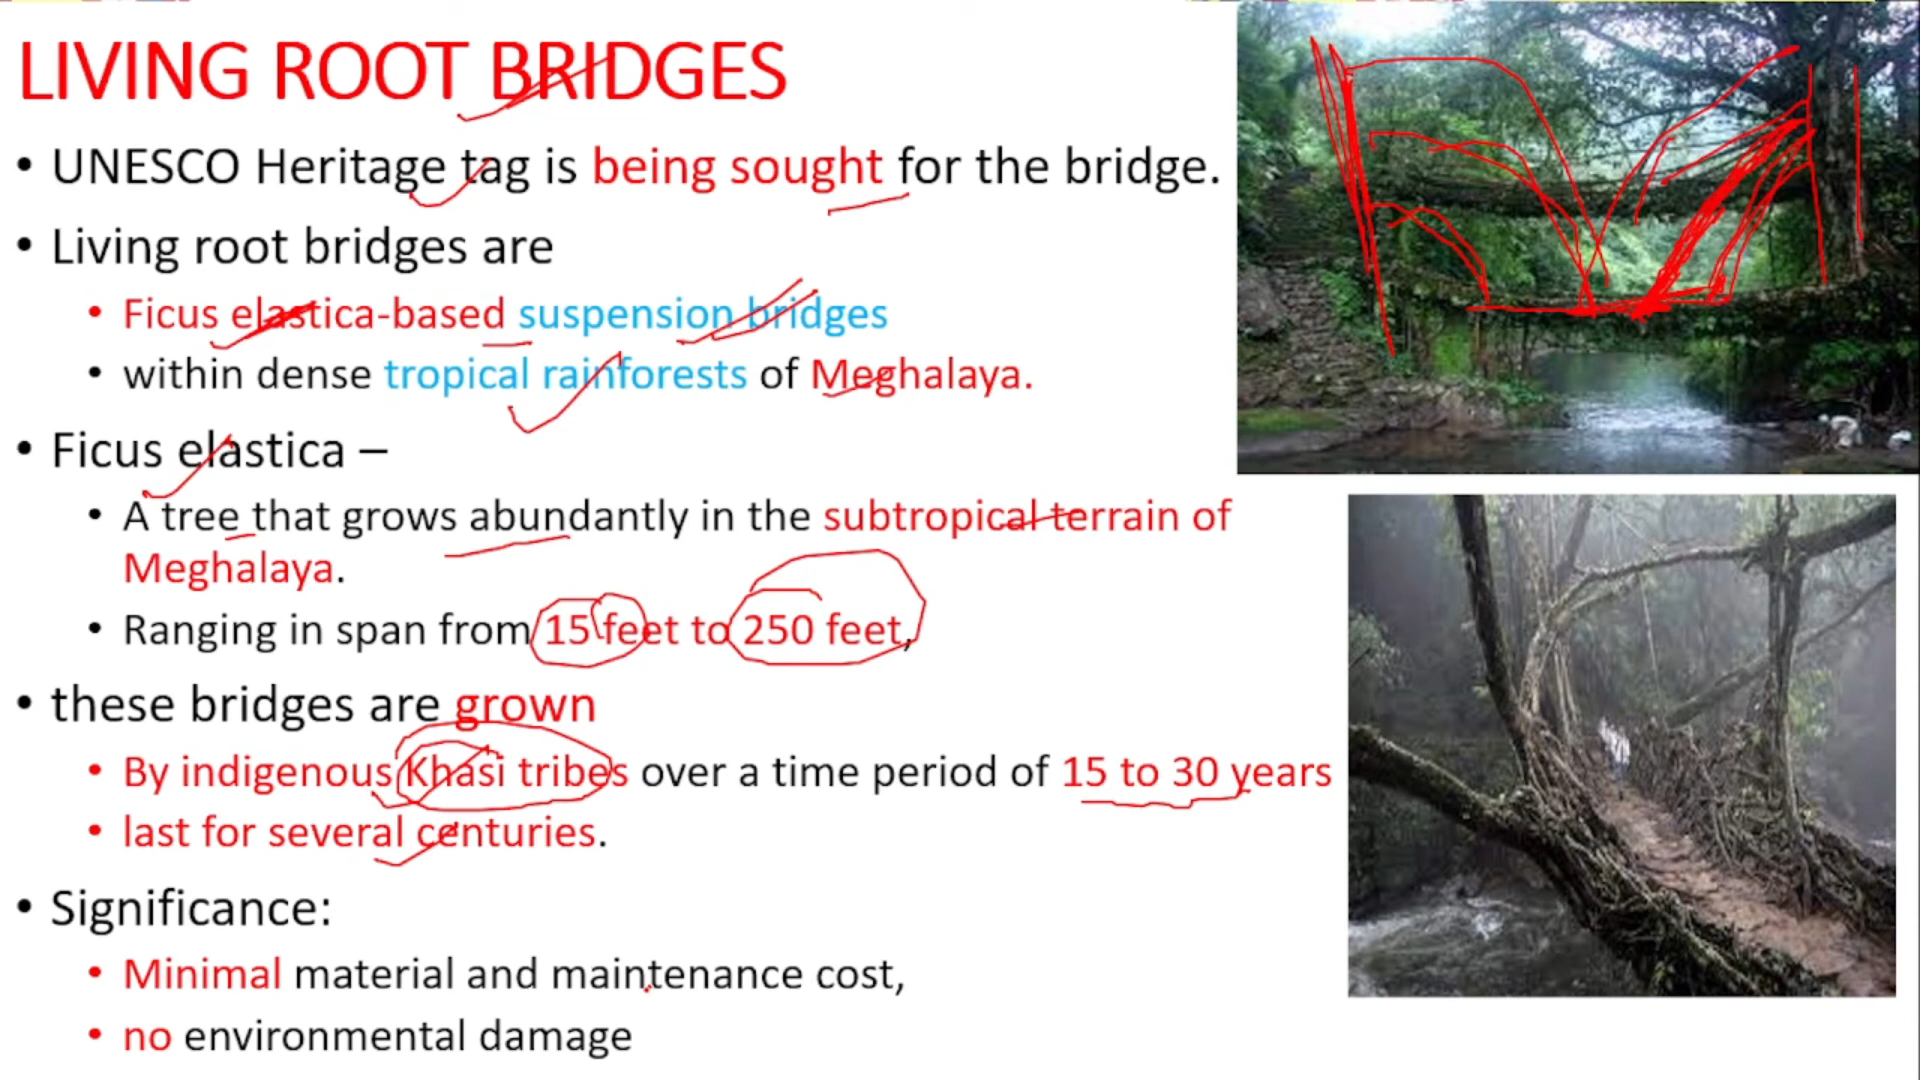 LIVING ROOT BRIDGES
• UNESCO Heritage tag is being sought for the bridge.
• Living root bridges are
• Ficus elastica-based suspension bridges
• within dense tropical rainforests of Meghalaya.
• Ficus elastica –
• A tree that grows abundantly in the subtropical terrain of
Meghalaya.
• Ranging in span from 15 feet to 250 feet,
• these bridges are grown
• By indigenous Khasi tribes over a time period of 15 to 30 years
• last for several centuries.
• Significance:
• Minimal material and maintenance cost,
• no environmental damage